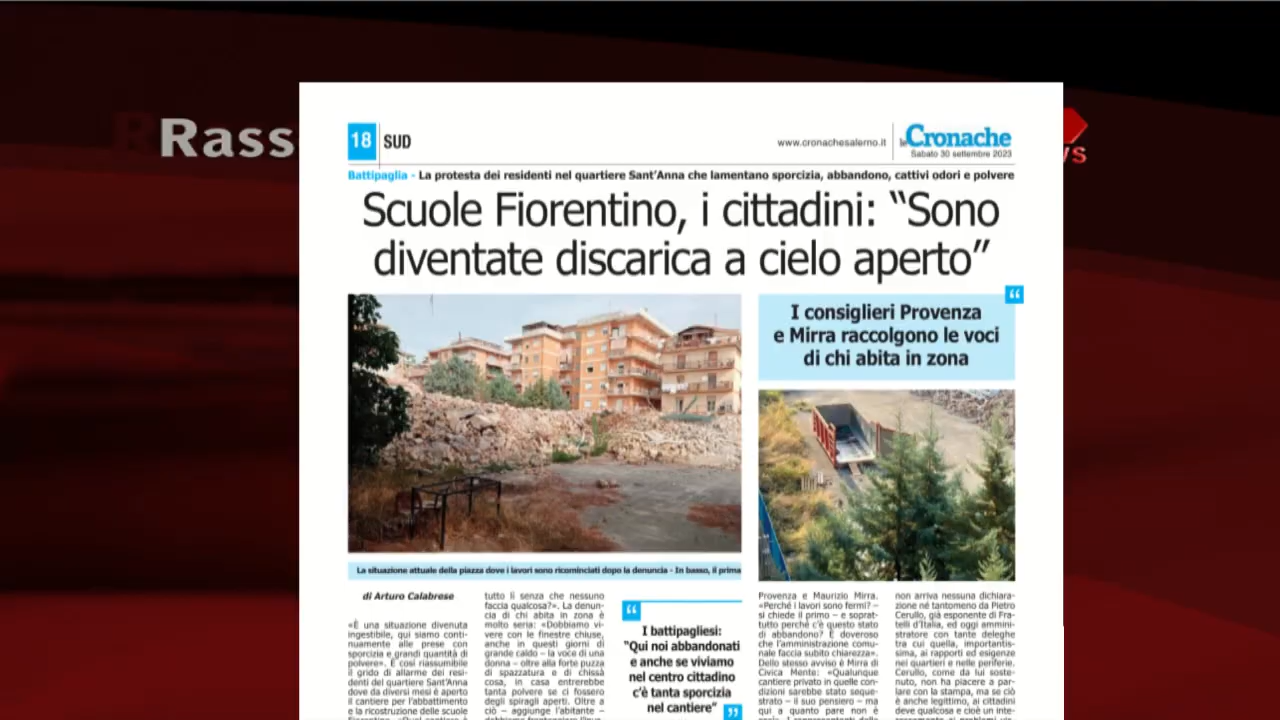 Rass
18 SUD
www.cronachesalerno.it
le Cronache
Sabato 30 settembre 2023
Battipaglia - La protesta dei residenti nel quartiere Sant'Anna che lamentano sporcizia, abbandono, cattivi odori e polvere
Scuole Fiorentino, i cittadini: “Sono
diventate discarica a cielo aperto”
“
I consiglieri Provenza
e Mirra raccolgono le voci
di chi abita in zona
La situazione attuale della piazza dove i lavori sono ricominciati dopo la denuncia - In basso, il prima
di Arturo Calabrese
«È una situazione divenuta
ingestibile, qui siamo conti-
nuamente alle prese con
sporcizia e grandi quantità di
polvere». È così riassumibile
il grido di allarme dei resi-
denti del quartiere Sant'Anna
dove da diversi mesi è aperto
il cantiere per l'abbattimento
e la ricostruzione delle scuole
tutto lì senza che nessuno
faccia qualcosa?». La denun-
cia di chi abita in zona è
molto seria: «Dobbiamo vi-
vere con le finestre chiuse,
anche in questi giorni di
grande caldo – la voce di una
donna – oltre alla forte puzza
di spazzatura e di chissà
cosa, in casa entrerebbe
tanta polvere se ci fossero
degli spiragli aperti. Oltre a
ciò – aggiunge l'abitante –
“
I battipagliesi:
“Qui noi abbandonati
e anche se viviamo
nel centro cittadino
c'è tanta sporcizia
nel cantiere”
”
Provenza e Maurizio Mirra.
«Perché i lavori sono fermi? –
si chiede il primo – e soprat-
tutto perché c'è questo stato
di abbandono? È doveroso
che l'amministrazione comu-
nale faccia subito chiarezza».
Dello stesso avviso è Mirra di
Civica Mente: «Qualunque
cantiere privato in quelle con-
dizioni sarebbe stato seque-
strato – il suo pensiero – ma
qui a quanto pare non è
non arriva nessuna dichiara-
zione né tantomeno da Pietro
Cerullo, già esponente di Fra-
telli d'Italia, ed oggi ammini-
stratore con tante deleghe
tra cui quella, importantis-
sima, ai rapporti ed esigenze
nei quartieri e nelle periferie.
Cerullo, come da lui soste-
nuto, non ha piacere a par-
lare con la stampa, ma se ciò
è anche legittimo, ai cittadini
deve qualcosa e cioè un inte-